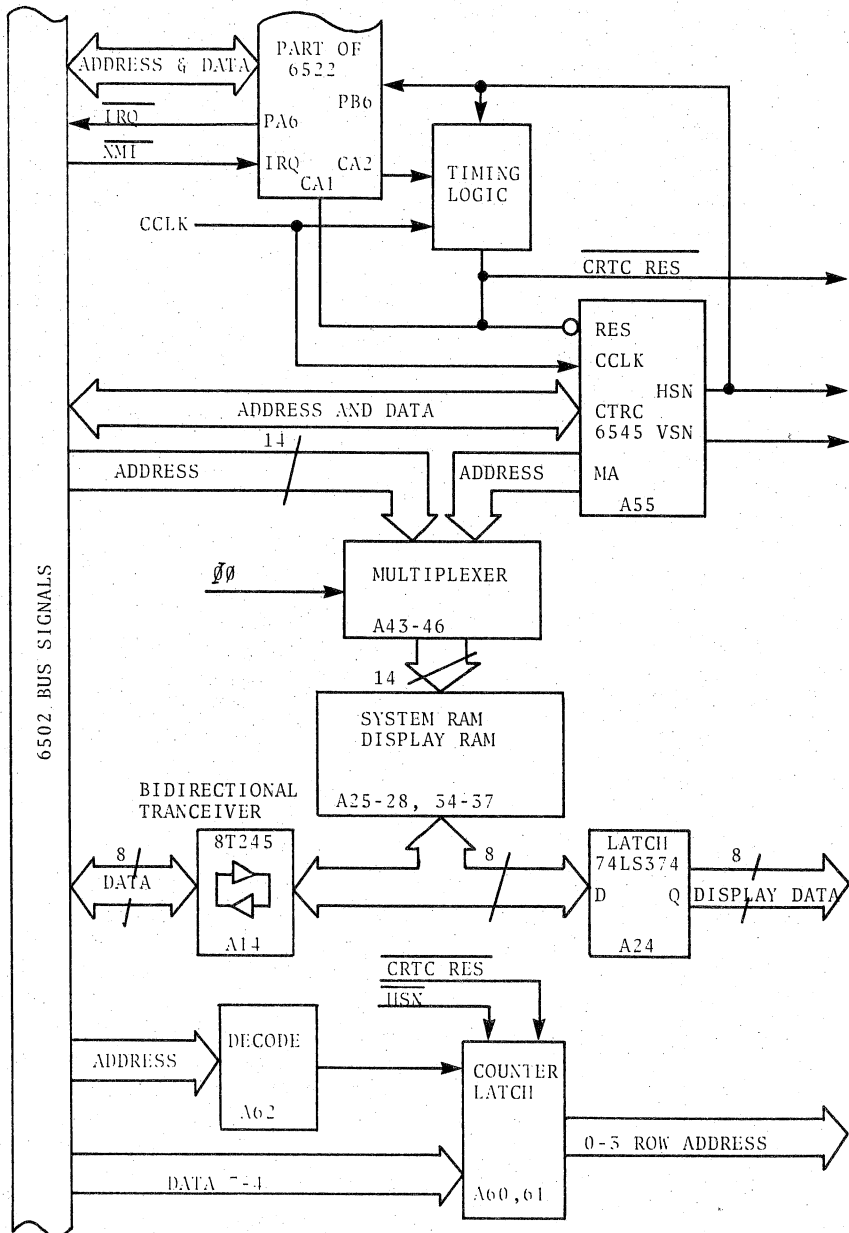 PART OF
6522
ADDRESS & DATA
PB6
IRQ
PA6
NMI
IRQ
CA2
CA1
TIMING
LOGIC
CCLK
CRTC RES
RES
CCLK
HSN
CTRC
6545
VSN
MA
A55
ADDRESS AND DATA
14
ADDRESS
ADDRESS
MULTIPLEXER
A43-46
14
SYSTEM RAM
DISPLAY RAM
A25-28, 34-37
6502 BUS SIGNALS
BIDIRECTIONAL
TRANCEIVER
8T245
8
DATA
A14
8
LATCH
74LS374
D
Q
A24
8
DISPLAY DATA
CRTC RES
HSN
DECODE
ADDRESS
A62
COUNTER
LATCH
A60,61
0-3 ROW ADDRESS
DATA 7-4